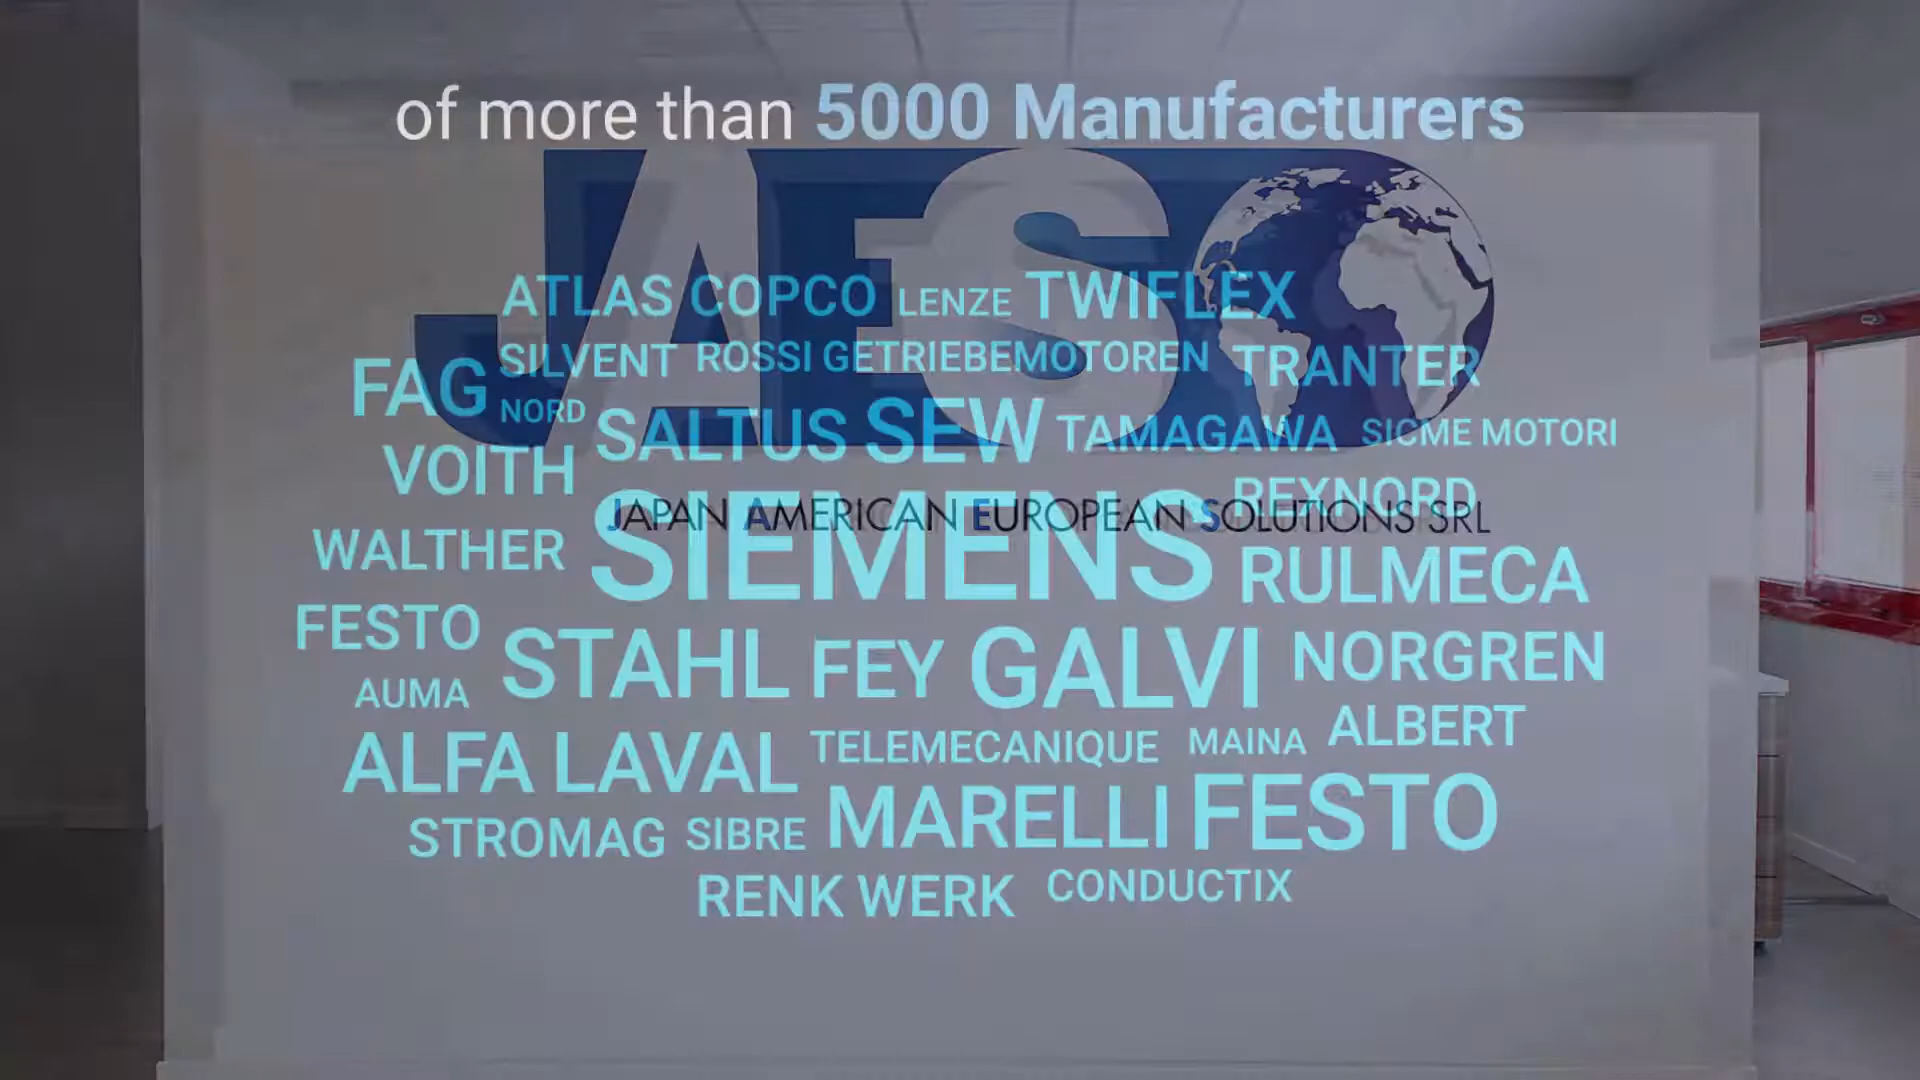 of more than 5000 Manufacturers
JAES
ATLAS COPCO LENZE TWIFLEX
SILVENT ROSSI GETRIEBEMOTOREN TRANTER
FAG NORD SALTUS SEW TAMAGAWA SICME MOTORI
VOITH REXNORD
JAPAN AMERICAN EUROPEAN SOLUTIONS SRL
WALTHER SIEMENS RULMECA
FESTO STAHL FEY GALVI NORGREN
AUMA
ALFA LAVAL TELEMECANIQUE MAINA ALBERT
STROMAG SIBRE MARELLI FESTO
RENK WERK CONDUCTIX